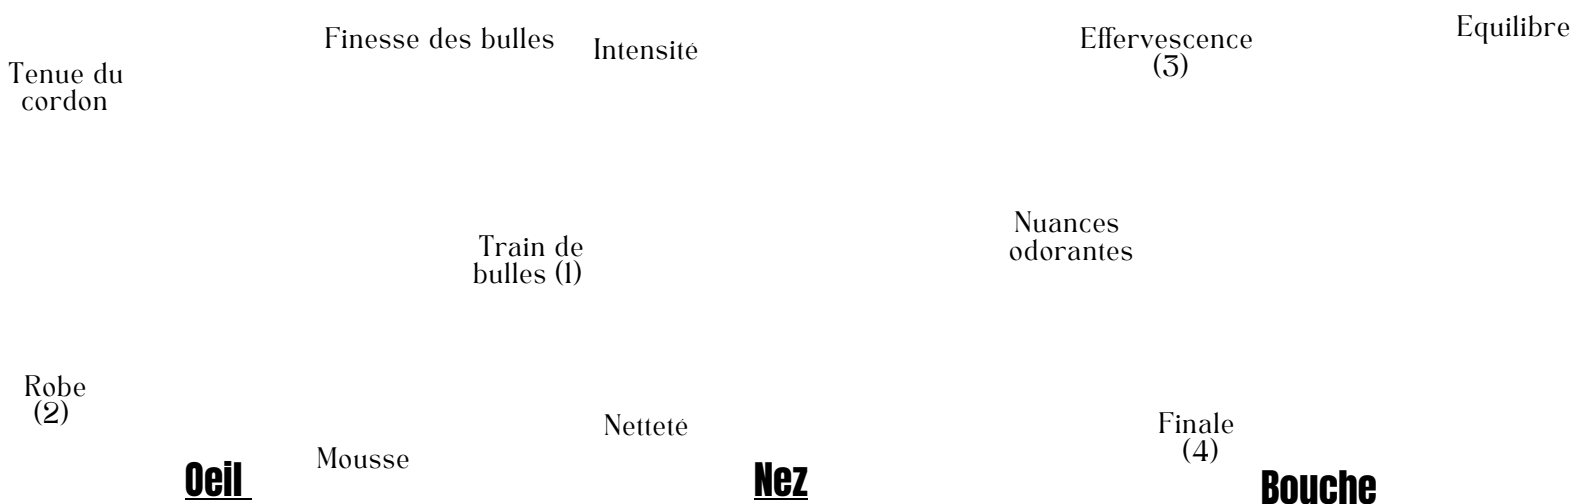 Tenue du
cordon
Finesse des bulles
Train de
bulles (1)
Robe
(2)
Mousse
Oeil
Intensité
Nuances
odorantes
Netteté
Nez
Effervescence
(3)
Equilibre
Finale
(4)
Bouche